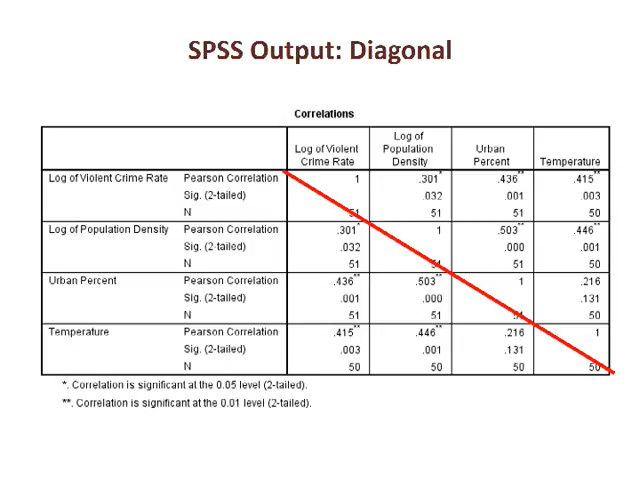 SPSS Output: Diagonal
Correlations
Log of Violent Crime Rate Log of Population Density Urban Percent Temperature
Log of Violent Crime Rate Pearson Correlation 1 .301* .436** .415**
Sig. (2-tailed) .032 .001 .003
N 51 51 51 50
Log of Population Density Pearson Correlation .301* 1 .503** .446**
Sig. (2-tailed) .032 .000 .001
N 51 51 51 50
Urban Percent Pearson Correlation .436** .503** 1 .216
Sig. (2-tailed) .001 .000 .131
N 51 51 51 50
Temperature Pearson Correlation .415** .446** .216 1
Sig. (2-tailed) .003 .001 .131
N 50 50 50 50
*. Correlation is significant at the 0.05 level (2-tailed).
**. Correlation is significant at the 0.01 level (2-tailed).